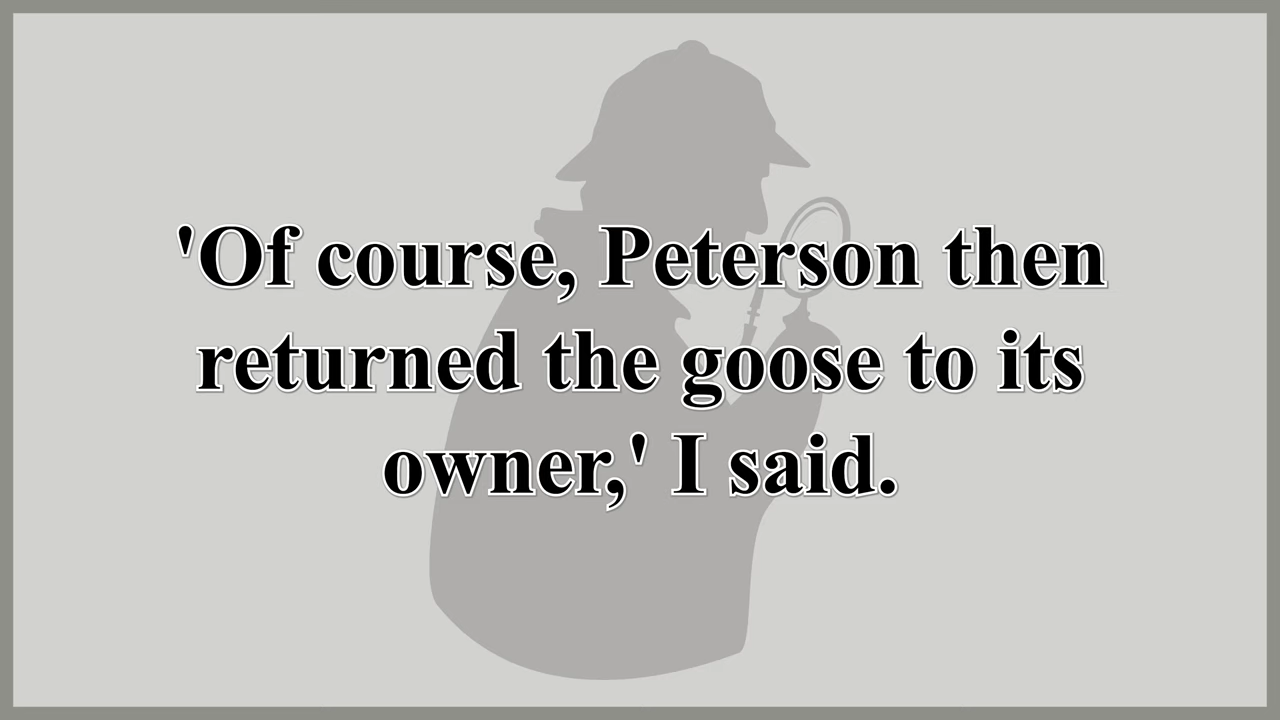 'Of course, Peterson then
returned the goose to its
owner,' I said.